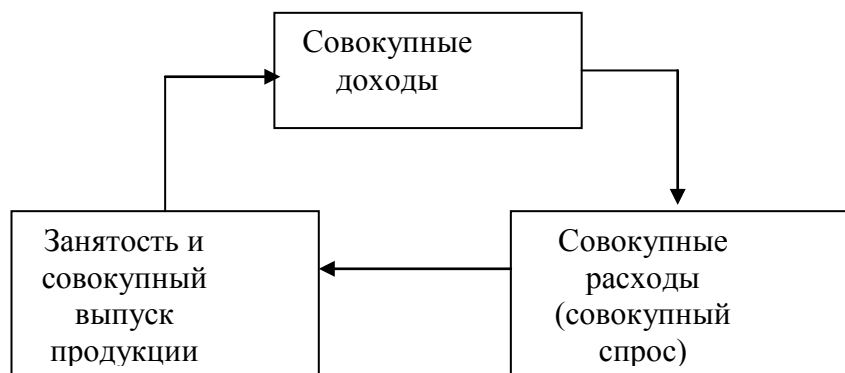 Совокупные
доходы
Занятость и
совокупный
выпуск
продукции
Совокупные
расходы
(совокупный
спрос)